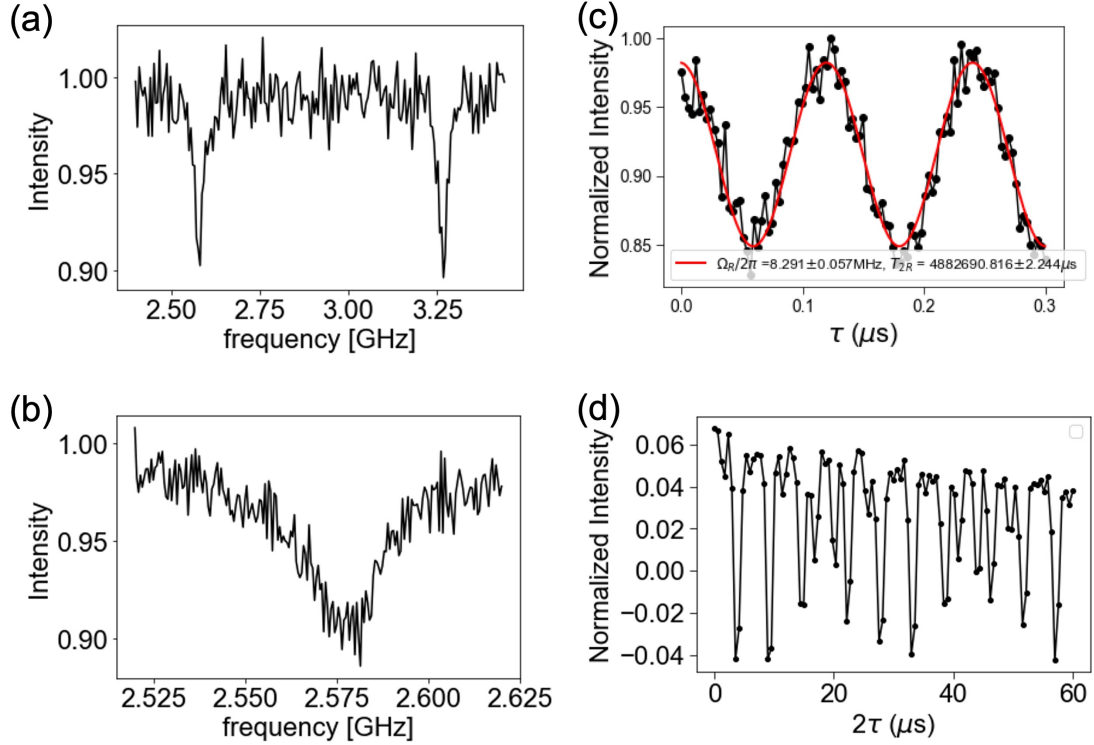 (a)
1.00
0.95
0.90
Intensity
2.50 2.75 3.00 3.25
frequency [GHz]
(b)
1.00
0.95
0.90
Intensity
2.525 2.550 2.575 2.600 2.625
frequency [GHz]
(c)
1.00
0.95
0.90
0.85
Normalized Intensity
Ω_R/2π =8.291±0.057MHz, T_2R = 4882690.816±2.244μs
0.0 0.1 0.2 0.3
τ (μs)
(d)
0.06
0.04
0.02
0.00
−0.02
−0.04
Normalized Intensity
0 20 40 60
2τ (μs)